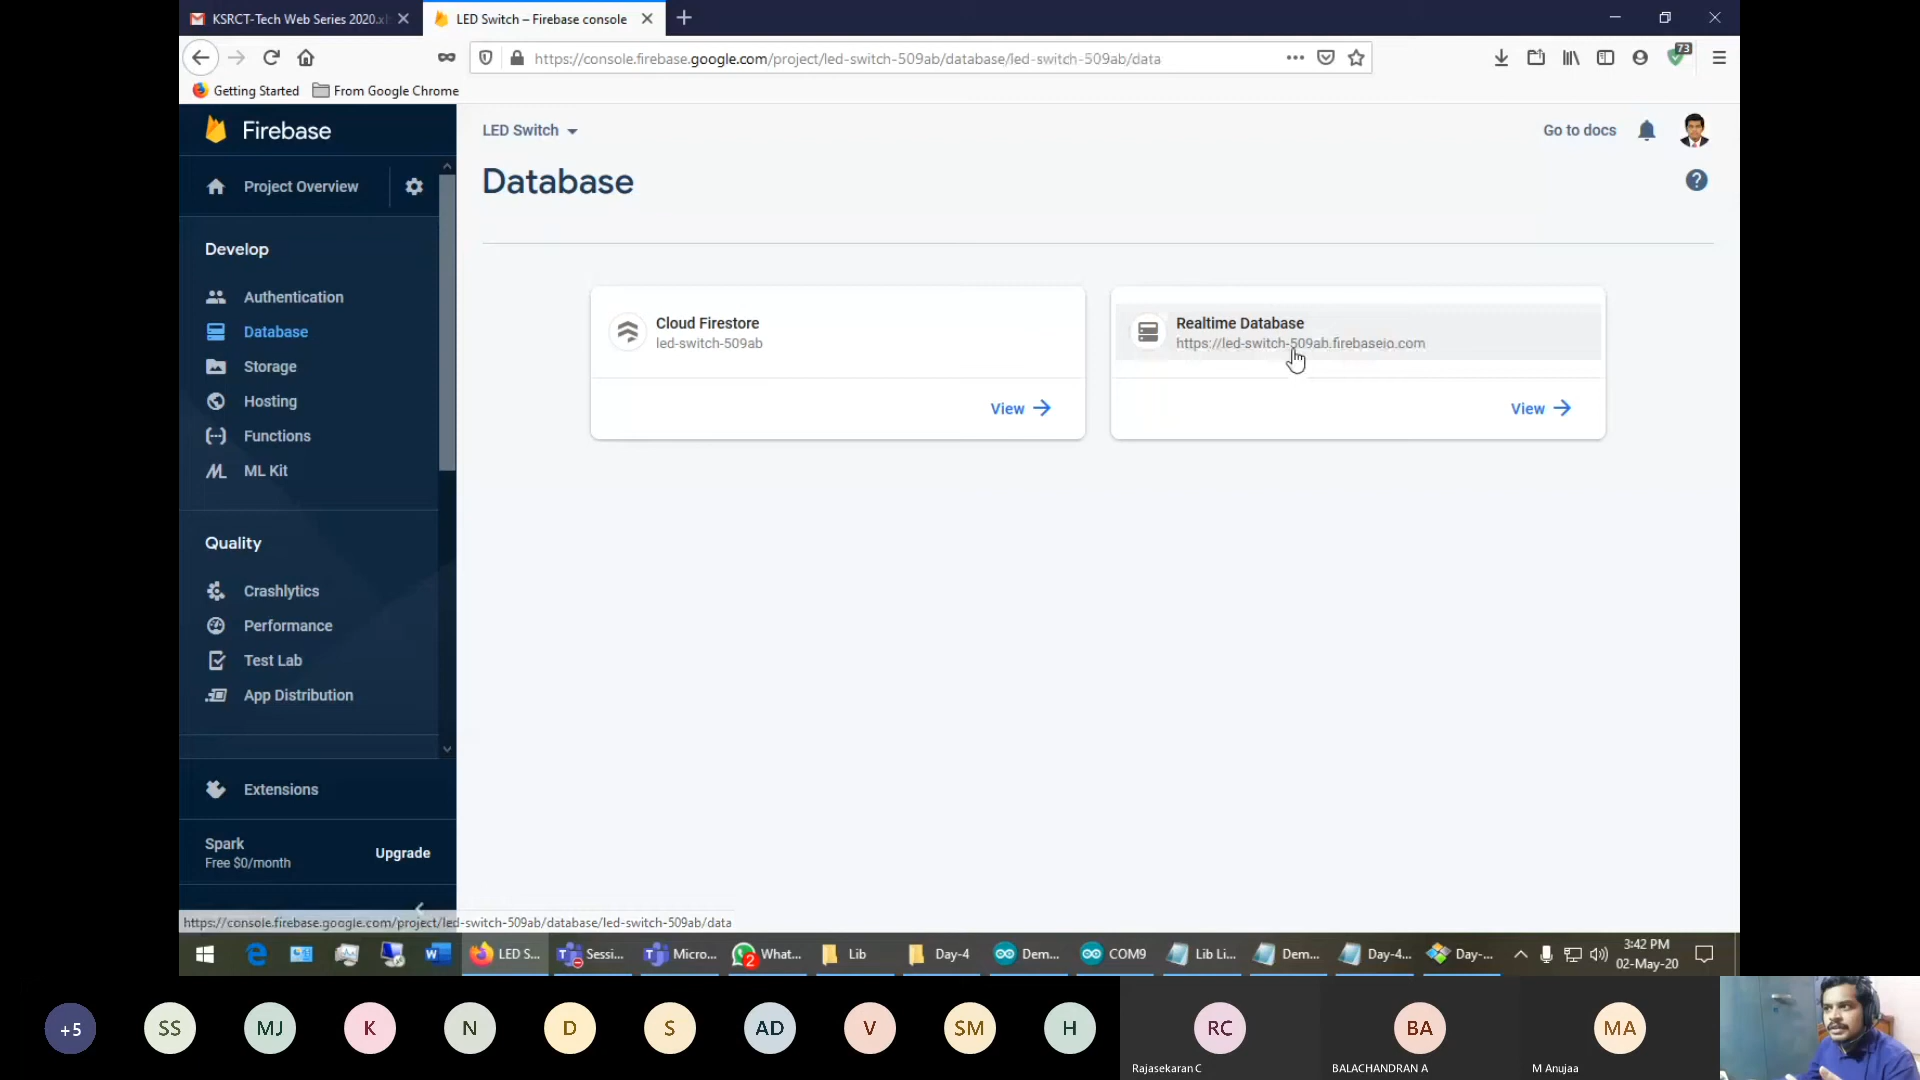 KSRCT-Tech Web Series 2020.xl
LED Switch – Firebase console
https://console.firebase.google.com/project/led-switch-509ab/database/led-switch-509ab/data
73
Getting Started
From Google Chrome
Firebase
LED Switch
Go to docs
Project Overview
Database
?
Develop
Authentication
Database
Storage
Hosting
Functions
ML Kit
Cloud Firestore
led-switch-509ab
View
Realtime Database
https://led-switch-509ab.firebaseio.com
View
Quality
Crashlytics
Performance
Test Lab
App Distribution
Extensions
Spark
Free $0/month
Upgrade
https://console.firebase.google.com/project/led-switch-509ab/database/led-switch-509ab/data
LED S...
Sessi...
Micro...
2
What...
Lib
Day-4
Dem...
COM9
Lib Li...
Dem...
Day-4...
Day-...
3:42 PM
02-May-20
+5
SS
MJ
K
N
D
S
AD
V
SM
H
RC
BA
MA
Rajasekaran C
BALACHANDRAN A
M Anujaa